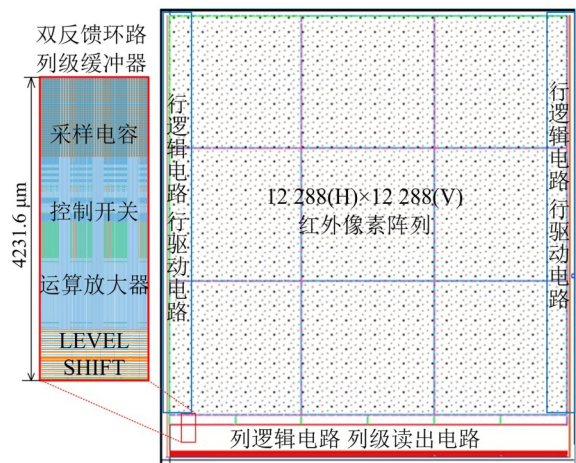 双反馈环路
列级缓冲器
采样电容
控制开关
运算放大器
LEVEL
SHIFT
4231.6 μm
行逻辑电路 行驱动电路
12 288(H)×12 288(V)
红外像素阵列
行逻辑电路 行驱动电路
列逻辑电路 列级读出电路